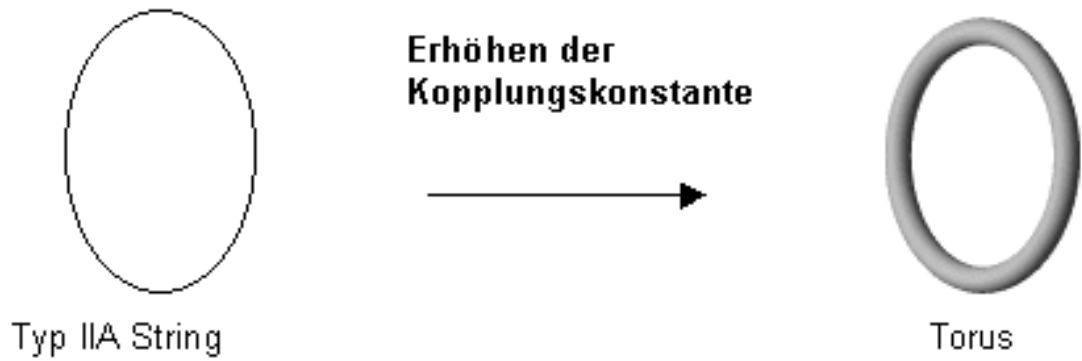 Erhöhen der
Kopplungskonstante
Typ IIA String
Torus